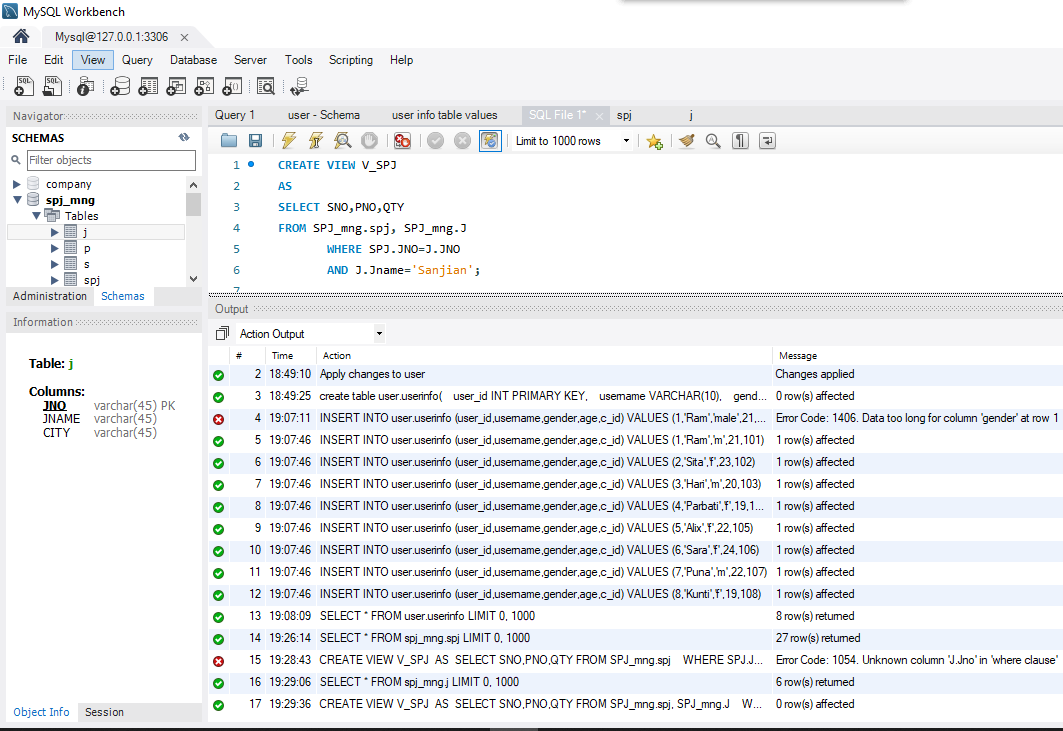 MySQL Workbench
Mysql@127.0.0.1:3306
File Edit View Query Database Server Tools Scripting Help
Navigator
SCHEMAS
Filter objects
company
spj_mng
Tables
j
p
s
spj
Administration Schemas
Information
Table: j
Columns:
JNO varchar(45) PK
JNAME varchar(45)
CITY varchar(45)
Object Info Session
Query 1 user - Schema user info table values SQL File 1* spj j
Limit to 1000 rows
1 CREATE VIEW V_SPJ
2 AS
3 SELECT SNO,PNO,QTY
4 FROM SPJ_mng.spj, SPJ_mng.J
5 WHERE SPJ.JNO=J.JNO
6 AND J.Jname='Sanjian';
7
Output
Action Output
# Time Action Message
2 18:49:10 Apply changes to user Changes applied
3 18:49:25 create table user.userinfo( user_id INT PRIMARY KEY, username VARCHAR(10), gend... 0 row(s) affected
4 19:07:11 INSERT INTO user.userinfo (user_id,username,gender,age,c_id) VALUES (1,'Ram','male',21,... Error Code: 1406. Data too long for column 'gender' at row 1
5 19:07:46 INSERT INTO user.userinfo (user_id,username,gender,age,c_id) VALUES (1,'Ram','m',21,101) 1 row(s) affected
6 19:07:46 INSERT INTO user.userinfo (user_id,username,gender,age,c_id) VALUES (2,'Sita','f',23,102) 1 row(s) affected
7 19:07:46 INSERT INTO user.userinfo (user_id,username,gender,age,c_id) VALUES (3,'Hari','m',20,103) 1 row(s) affected
8 19:07:46 INSERT INTO user.userinfo (user_id,username,gender,age,c_id) VALUES (4,'Parbati','f',19,1... 1 row(s) affected
9 19:07:46 INSERT INTO user.userinfo (user_id,username,gender,age,c_id) VALUES (5,'Alix','f',22,105) 1 row(s) affected
10 19:07:46 INSERT INTO user.userinfo (user_id,username,gender,age,c_id) VALUES (6,'Sara','f',24,106) 1 row(s) affected
11 19:07:46 INSERT INTO user.userinfo (user_id,username,gender,age,c_id) VALUES (7,'Puna','m',22,107) 1 row(s) affected
12 19:07:46 INSERT INTO user.userinfo (user_id,username,gender,age,c_id) VALUES (8,'Kunti','f',19,108) 1 row(s) affected
13 19:08:09 SELECT * FROM user.userinfo LIMIT 0, 1000 8 row(s) returned
14 19:26:14 SELECT * FROM spj_mng.spj LIMIT 0, 1000 27 row(s) returned
15 19:28:43 CREATE VIEW V_SPJ AS SELECT SNO,PNO,QTY FROM SPJ_mng.spj WHERE SPJ.J... Error Code: 1054. Unknown column 'J.Jno' in 'where clause'
16 19:29:06 SELECT * FROM spj_mng.j LIMIT 0, 1000 6 row(s) returned
17 19:29:36 CREATE VIEW V_SPJ AS SELECT SNO,PNO,QTY FROM SPJ_mng.spj, SPJ_mng.J W... 0 row(s) affected